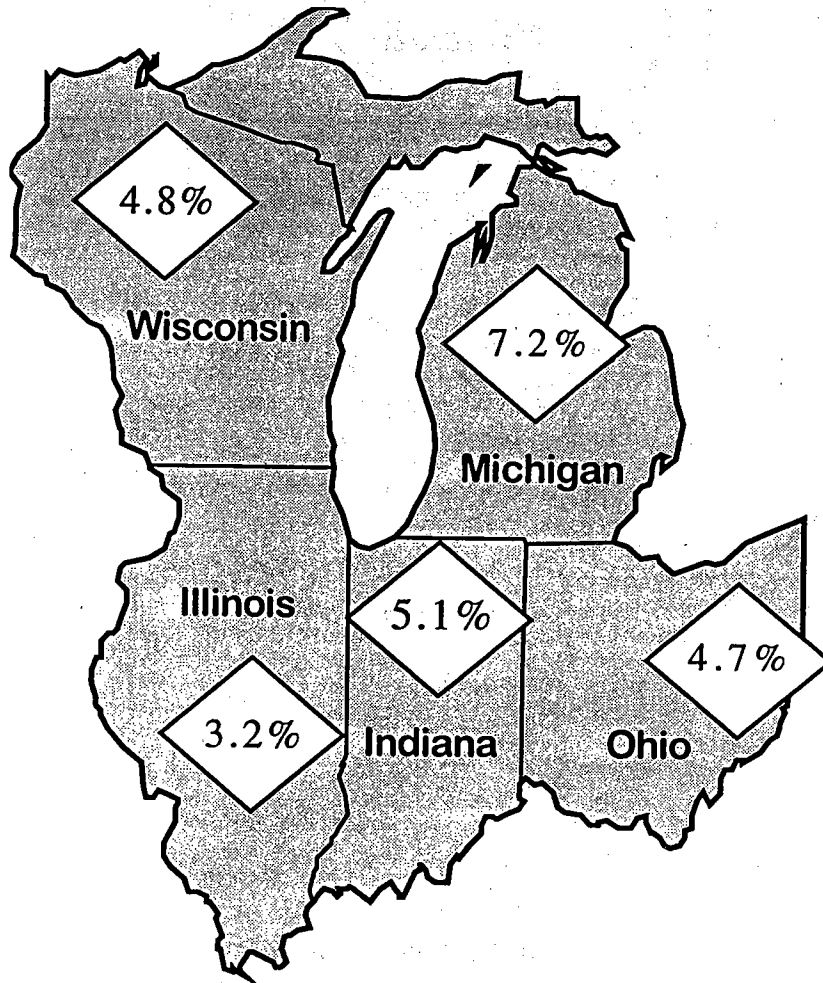 4.8%
Wisconsin
7.2%
Michigan
Illinois
5.1%
4.7%
3.2%
Indiana
Ohio